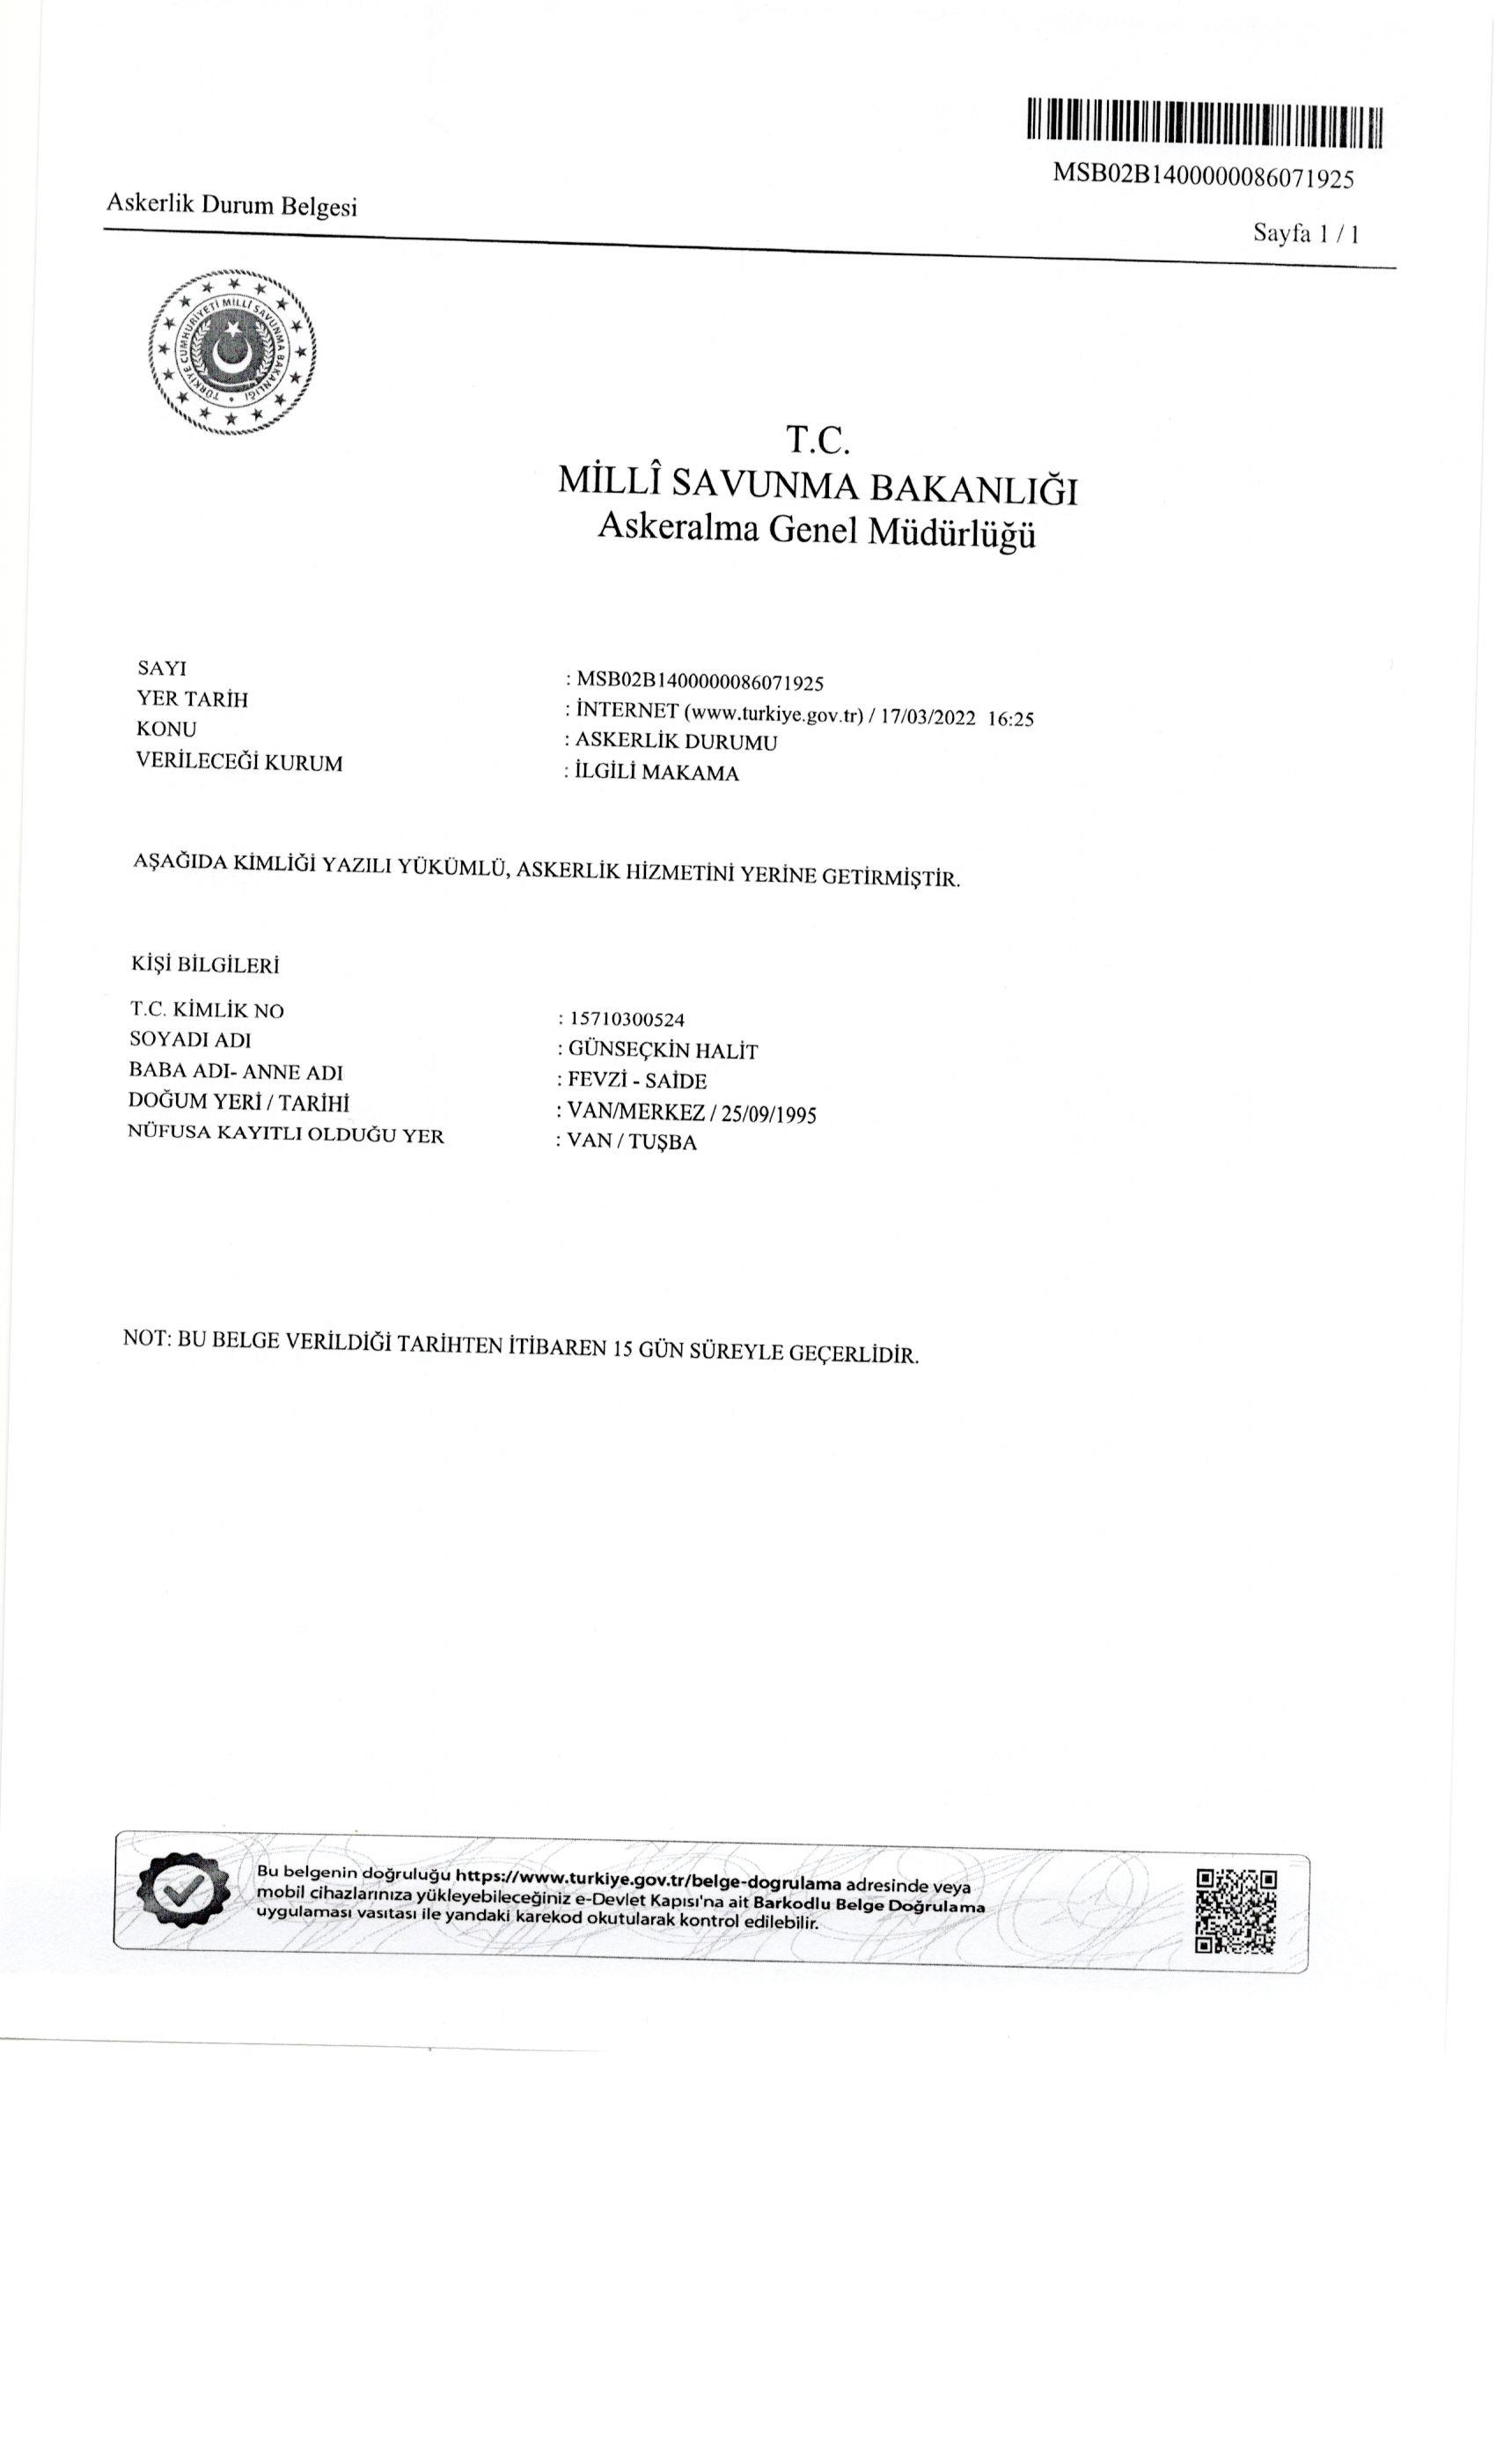 MSB02B1400000086071925
Askerlik Durum Belgesi
Sayfa 1 / 1
TÜRKİYE CUMHURİYETİ MİLLİ SAVUNMA BAKANLIĞI
T.C.
MİLLÎ SAVUNMA BAKANLIĞI
Askeralma Genel Müdürlüğü
SAYI : MSB02B1400000086071925
YER TARİH : İNTERNET (www.turkiye.gov.tr) / 17/03/2022 16:25
KONU : ASKERLİK DURUMU
VERİLECEĞİ KURUM : İLGİLİ MAKAMA
AŞAĞIDA KİMLİĞİ YAZILI YÜKÜMLÜ, ASKERLİK HİZMETİNİ YERİNE GETİRMİŞTİR.
KİŞİ BİLGİLERİ
T.C. KİMLİK NO : 15710300524
SOYADI ADI : GÜNSEÇKİN HALİT
BABA ADI- ANNE ADI : FEVZİ - SAİDE
DOĞUM YERİ / TARİHİ : VAN/MERKEZ / 25/09/1995
NÜFUSA KAYITLI OLDUĞU YER : VAN / TUŞBA
NOT: BU BELGE VERİLDİĞİ TARİHTEN İTİBAREN 15 GÜN SÜREYLE GEÇERLİDİR.
Bu belgenin doğruluğu https://www.turkiye.gov.tr/belge-dogrulama adresinde veya
mobil cihazlarınıza yükleyebileceğiniz e-Devlet Kapısı'na ait Barkodlu Belge Doğrulama
uygulaması vasıtası ile yandaki karekod okutularak kontrol edilebilir.